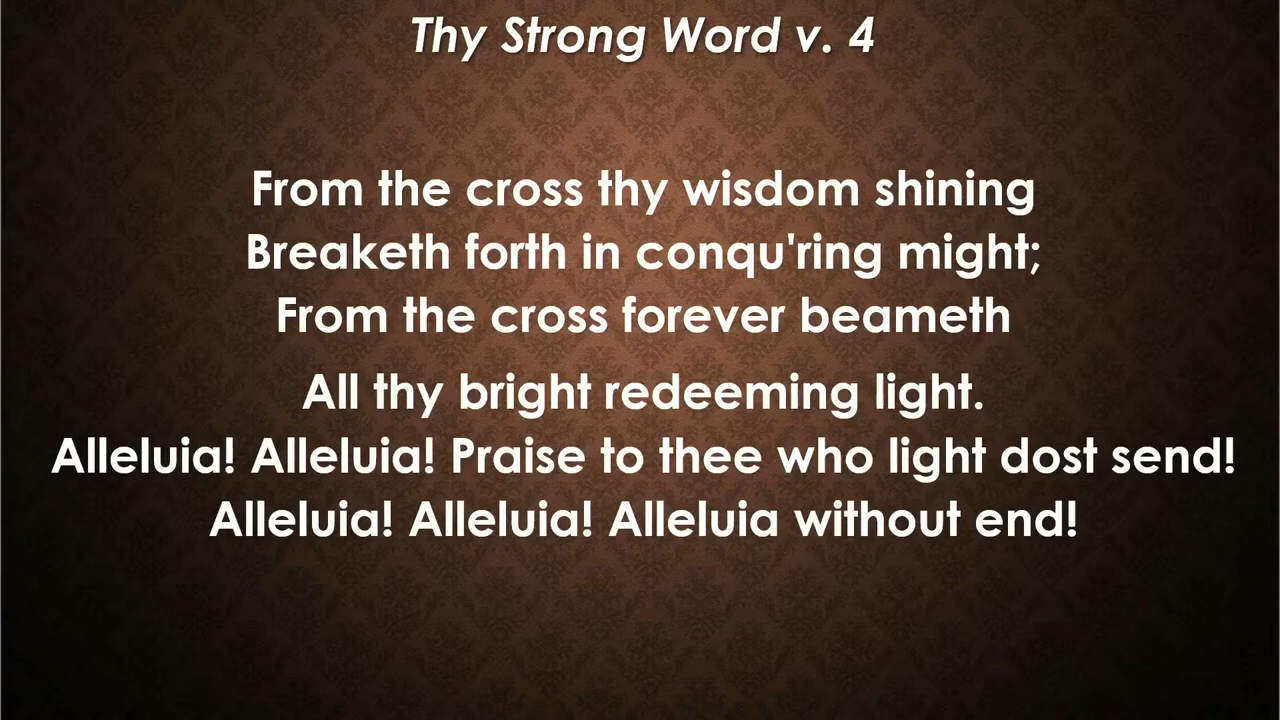 Thy Strong Word v. 4
From the cross thy wisdom shining
Breaketh forth in conqu'ring might;
From the cross forever beameth
All thy bright redeeming light.
Alleluia! Alleluia! Praise to thee who light dost send!
Alleluia! Alleluia! Alleluia without end!